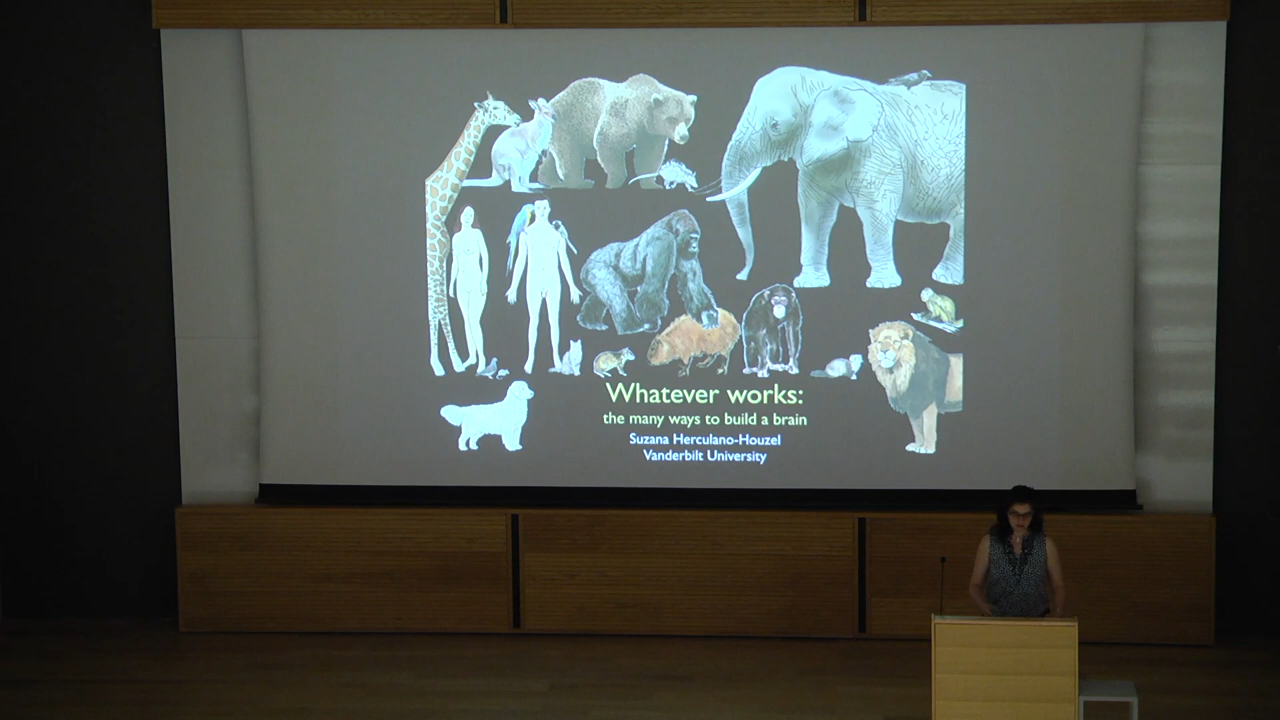 Whatever works:
the many ways to build a brain
Suzana Herculano-Houzel
Vanderbilt University